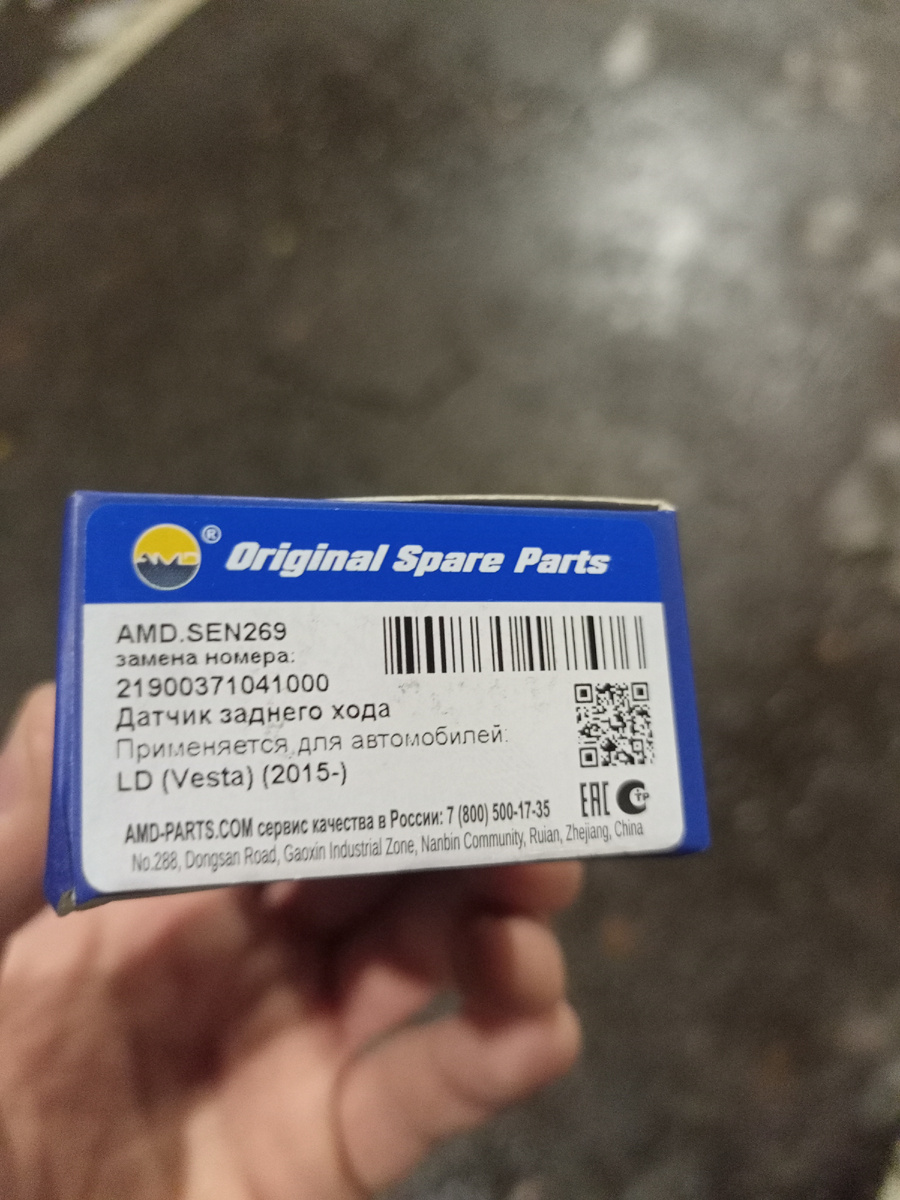 AMD ®
Original Spare Parts
AMD.SEN269
замена номера:
21900371041000
Датчик заднего хода
Применяется для автомобилей:
LD (Vesta) (2015-)
EAC
СТР
AMD-PARTS.COM сервис качества в России: 7 (800) 500-17-35
No.288, Dongsan Road, Gaoxin Industrial Zone, Nanbin Community, Ruian, Zhejiang, China